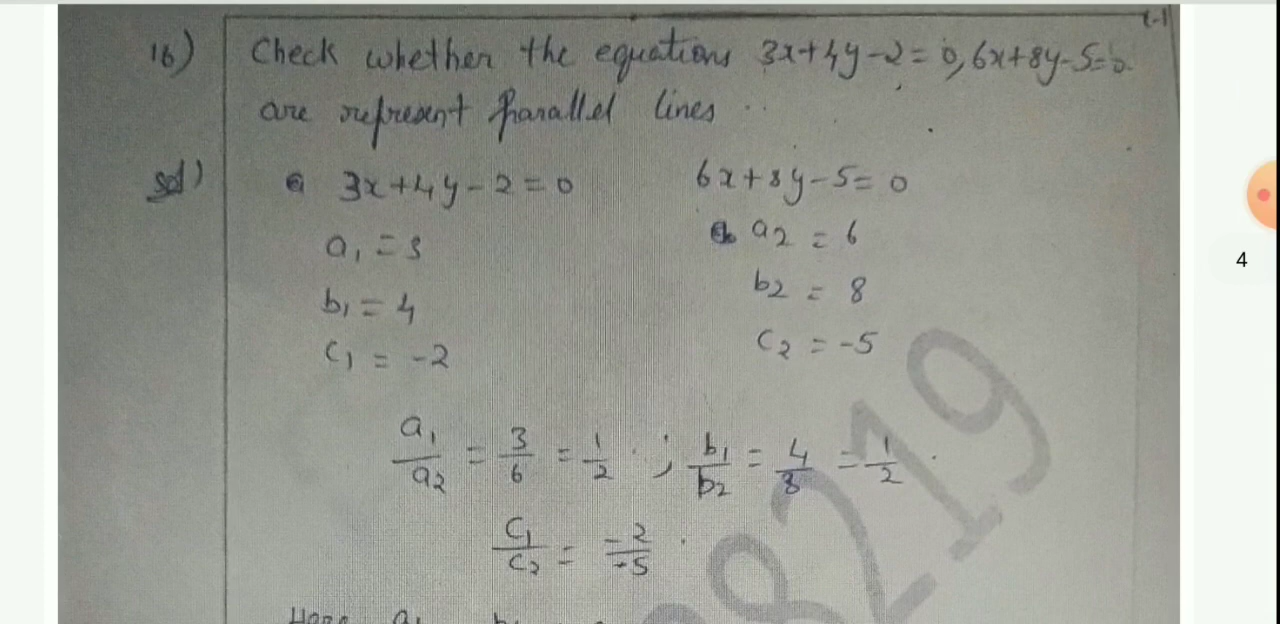 16) Check whether the equations 3x+4y-2=0, 6x+8y-5=0.
are represent parallel lines
sol) 3x+4y-2=0 6x+8y-5=0
a1 = 3 a2 = 6
b1 = 4 b2 = 8
c1 = -2 c2 = -5
a1/a2 = 3/6 = 1/2 ; b1/b2 = 4/8 = 1/2
c1/c2 = -2/-5
4
8219